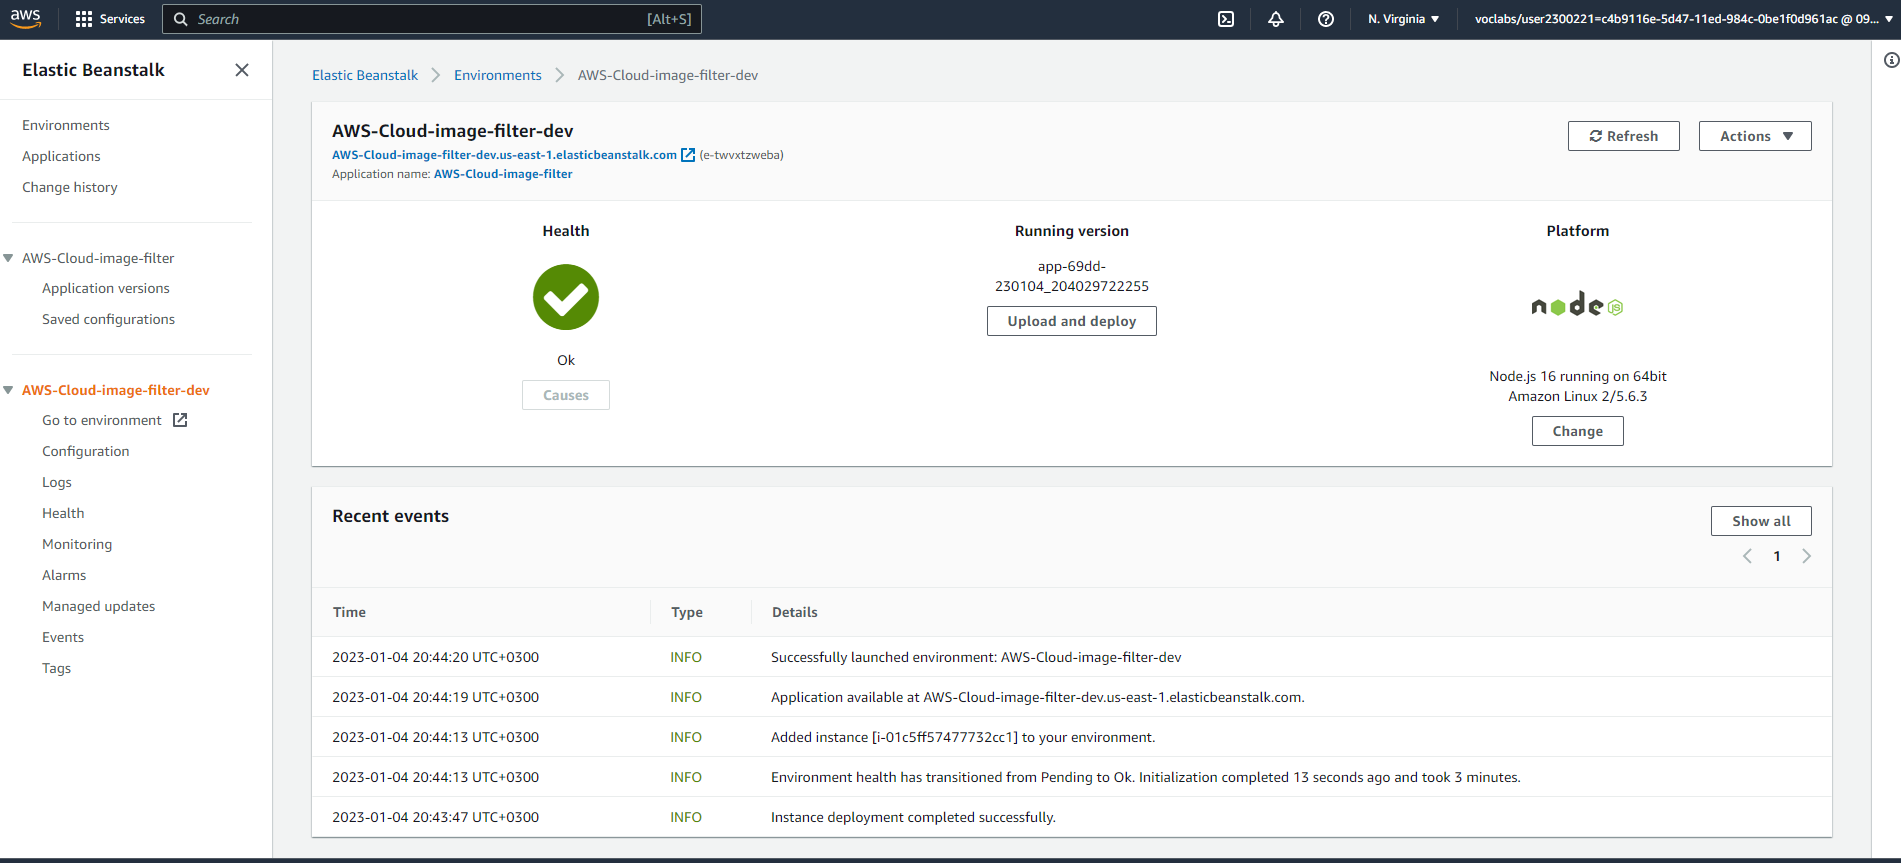 aws
Services
Search
[Alt+S]
N. Virginia
voclabs/user2300221=c4b9116e-5d47-11ed-984c-0be1f0d961ac @ 09...
Elastic Beanstalk
Environments
Applications
Change history
AWS-Cloud-image-filter
Application versions
Saved configurations
AWS-Cloud-image-filter-dev
Go to environment
Configuration
Logs
Health
Monitoring
Alarms
Managed updates
Events
Tags
Elastic Beanstalk Environments AWS-Cloud-image-filter-dev
AWS-Cloud-image-filter-dev
AWS-Cloud-image-filter-dev.us-east-1.elasticbeanstalk.com (e-twvxtzweba)
Application name: AWS-Cloud-image-filter
Refresh
Actions
Health
Ok
Causes
Running version
app-69dd-
230104_204029722255
Upload and deploy
Platform
node JS
Node.js 16 running on 64bit
Amazon Linux 2/5.6.3
Change
Recent events
Show all
1
Time Type Details
2023-01-04 20:44:20 UTC+0300 INFO Successfully launched environment: AWS-Cloud-image-filter-dev
2023-01-04 20:44:19 UTC+0300 INFO Application available at AWS-Cloud-image-filter-dev.us-east-1.elasticbeanstalk.com.
2023-01-04 20:44:13 UTC+0300 INFO Added instance [i-01c5ff57477732cc1] to your environment.
2023-01-04 20:44:13 UTC+0300 INFO Environment health has transitioned from Pending to Ok. Initialization completed 13 seconds ago and took 3 minutes.
2023-01-04 20:43:47 UTC+0300 INFO Instance deployment completed successfully.